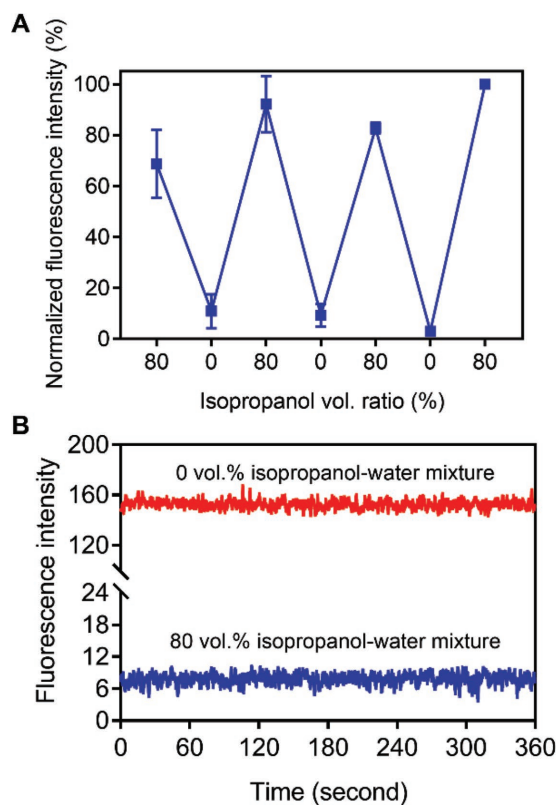 A
Normalized fluorescence intensity (%)
100
80
60
40
20
0
80 0 80 0 80 0 80
Isopropanol vol. ratio (%)
B
Fluorescence intensity
200
160
120
24
18
12
6
0
0 vol.% isopropanol-water mixture
80 vol.% isopropanol-water mixture
0 60 120 180 240 300 360
Time (second)